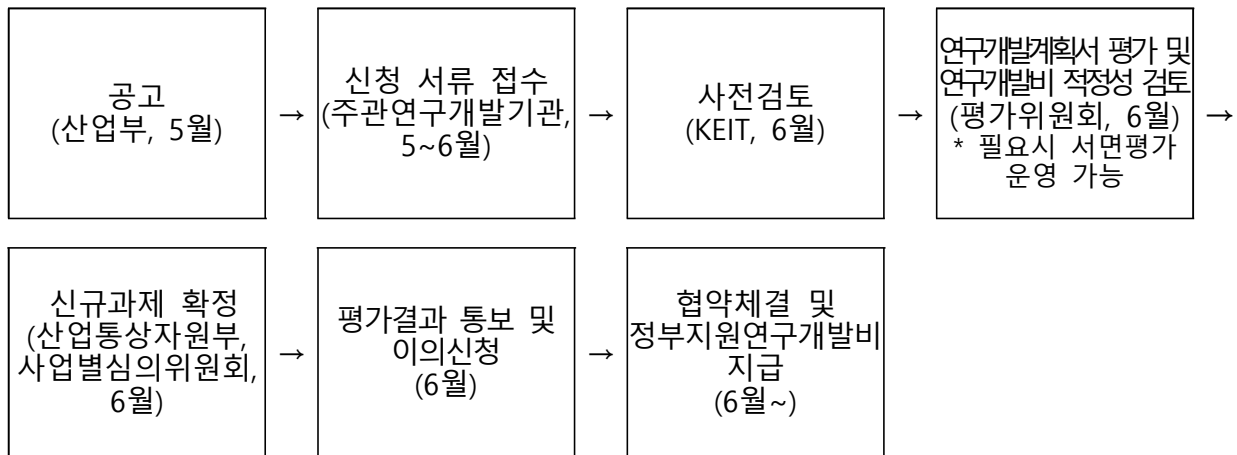 공고
(산업부, 5월)
→
신청 서류 접수
(주관연구개발기관,
5~6월)
→
사전검토
(KEIT, 6월)
→
연구개발계획서 평가 및
연구개발비 적정성 검토
(평가위원회, 6월)
* 필요시 서면평가
운영 가능
→
신규과제 확정
(산업통상자원부,
사업별심의위원회,
6월)
→
평가결과 통보 및
이의신청
(6월)
→
협약체결 및
정부지원연구개발비
지급
(6월~)